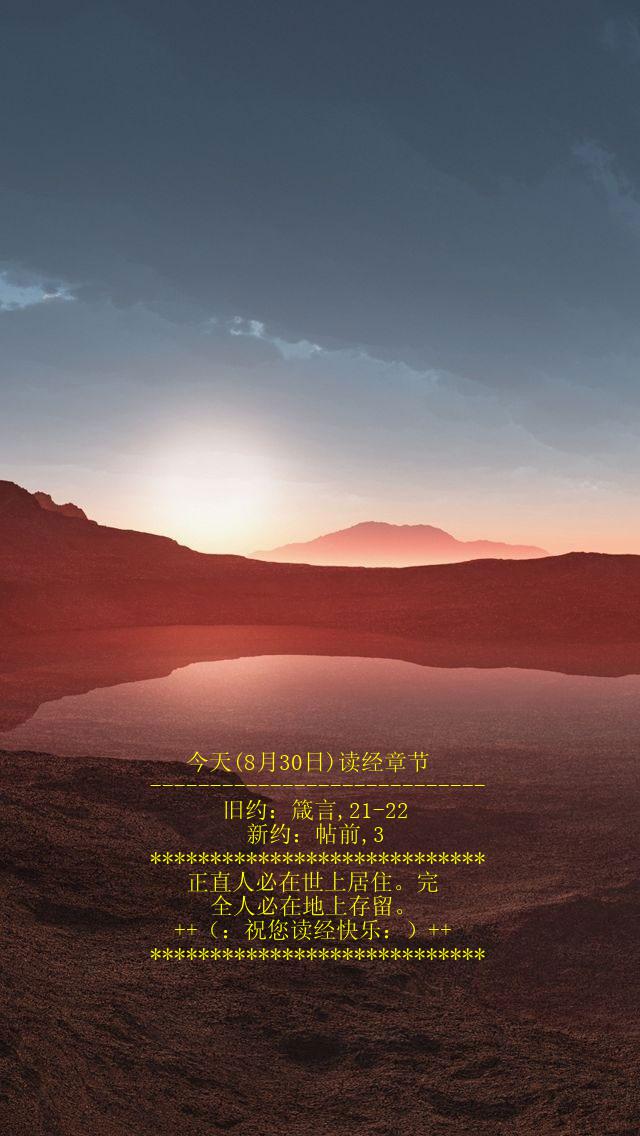 今天(8月30日)读经章节
----------------------------
旧约: 箴言,21-22
新约: 帖前,3
****************************
正直人必在世上居住。完
全人必在地上存留。
++（: 祝您读经快乐: ）++
****************************